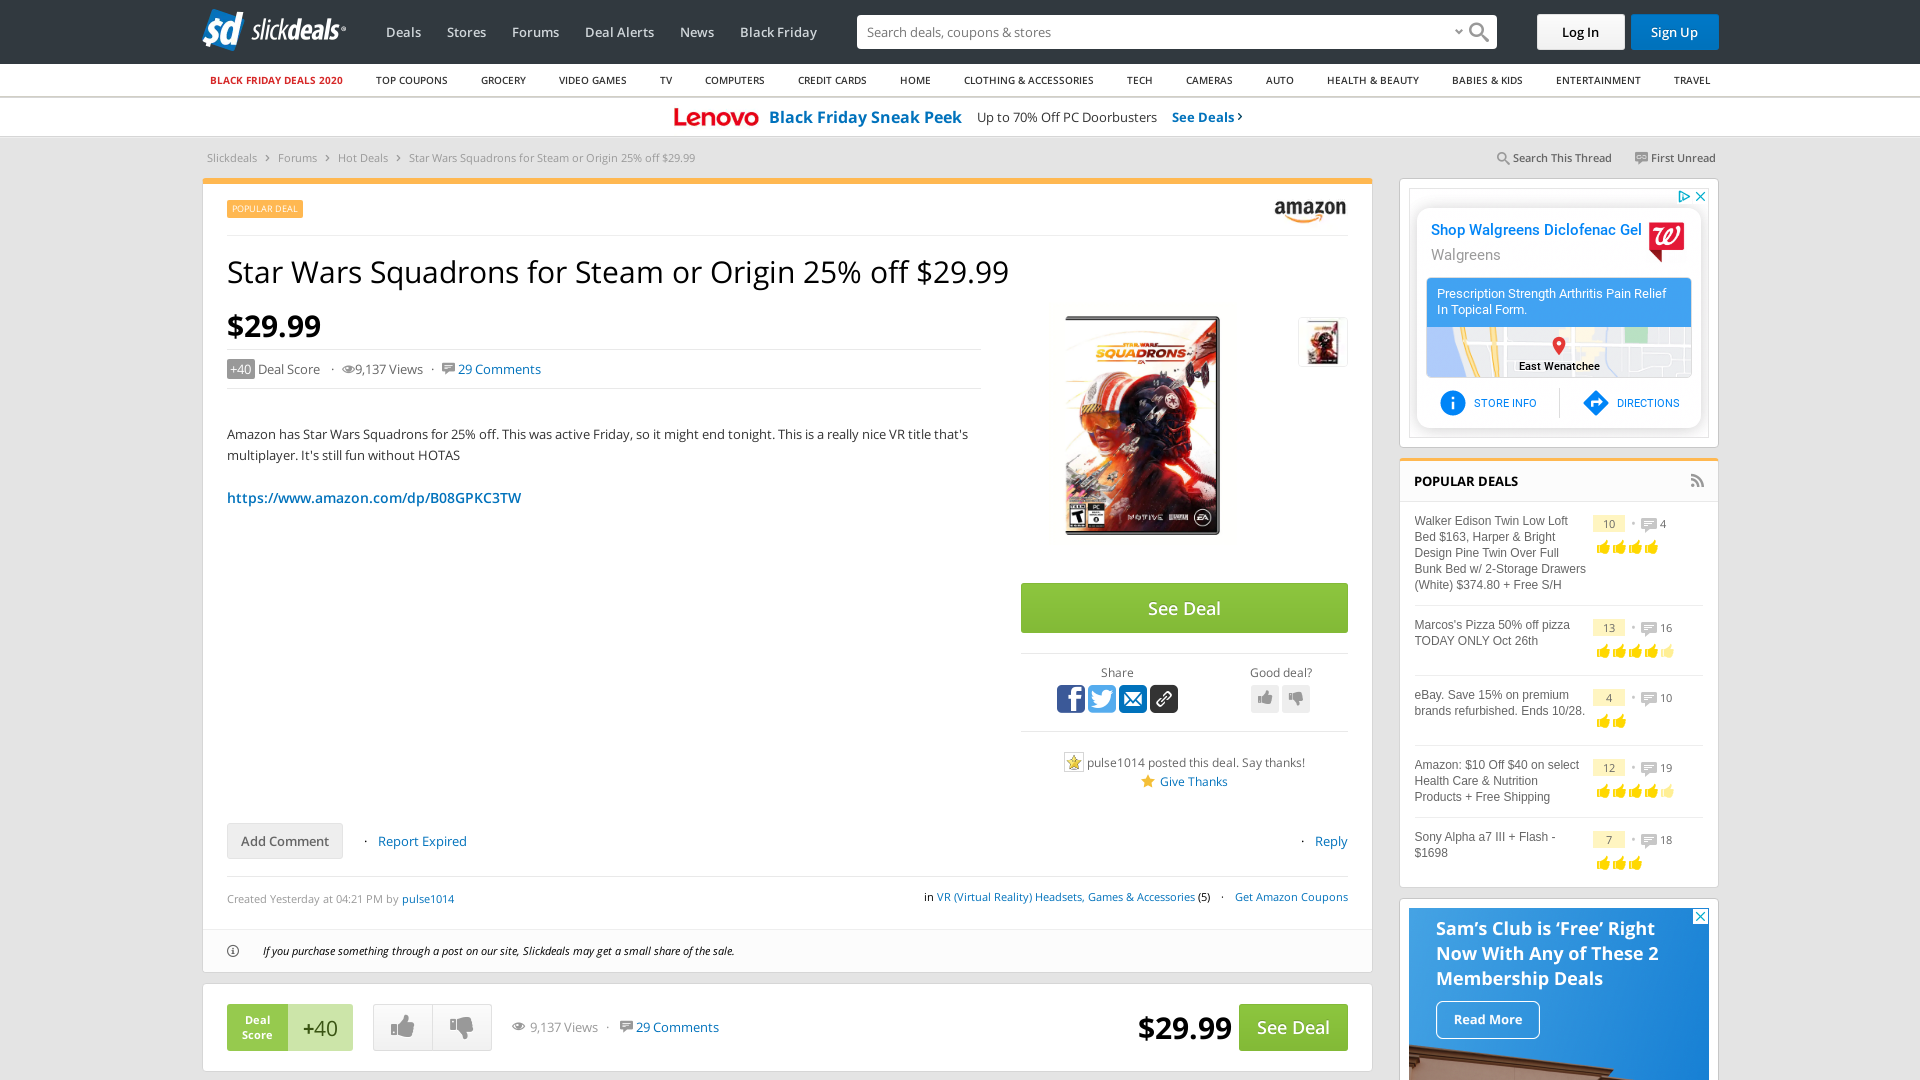 slickdeals
Deals
Stores
Forums
Deal Alerts
News
Black Friday
Search deals, coupons & stores
Log In
Sign Up
BLACK FRIDAY DEALS 2020
TOP COUPONS
GROCERY
VIDEO GAMES
TV
COMPUTERS
CREDIT CARDS
HOME
CLOTHING & ACCESSORIES
TECH
CAMERAS
AUTO
HEALTH & BEAUTY
BABIES & KIDS
ENTERTAINMENT
TRAVEL
Lenovo Black Friday Sneak Peek Up to 70% Off PC Doorbusters See Deals ›
Slickdeals › Forums › Hot Deals › Star Wars Squadrons for Steam or Origin 25% off $29.99
Search This Thread
First Unread
POPULAR DEAL
amazon
Star Wars Squadrons for Steam or Origin 25% off $29.99
$29.99
+40 Deal Score · 9,137 Views · 29 Comments
Amazon has Star Wars Squadrons for 25% off. This was active Friday, so it might end tonight. This is a really nice VR title that's
multiplayer. It's still fun without HOTAS
https://www.amazon.com/dp/B08GPKC3TW
STAR WARS
SQUADRONS
MOTIVE
EA
See Deal
Share
Good deal?
pulse1014 posted this deal. Say thanks!
Give Thanks
Add Comment
· Report Expired
· Reply
Created Yesterday at 04:21 PM by pulse1014
in VR (Virtual Reality) Headsets, Games & Accessories (5) · Get Amazon Coupons
If you purchase something through a post on our site, Slickdeals may get a small share of the sale.
Deal
Score
+40
9,137 Views · 29 Comments
$29.99
See Deal
Shop Walgreens Diclofenac Gel
Walgreens
Prescription Strength Arthritis Pain Relief
In Topical Form.
East Wenatchee
STORE INFO
DIRECTIONS
POPULAR DEALS
Walker Edison Twin Low Loft
Bed $163, Harper & Bright
Design Pine Twin Over Full
Bunk Bed w/ 2-Storage Drawers
(White) $374.80 + Free S/H
10 • 4
Marcos's Pizza 50% off pizza
TODAY ONLY Oct 26th
13 • 16
eBay. Save 15% on premium
brands refurbished. Ends 10/28.
4 • 10
Amazon: $10 Off $40 on select
Health Care & Nutrition
Products + Free Shipping
12 • 19
Sony Alpha a7 III + Flash -
$1698
7 • 18
Sam's Club is ‘Free’ Right
Now With Any of These 2
Membership Deals
Read More